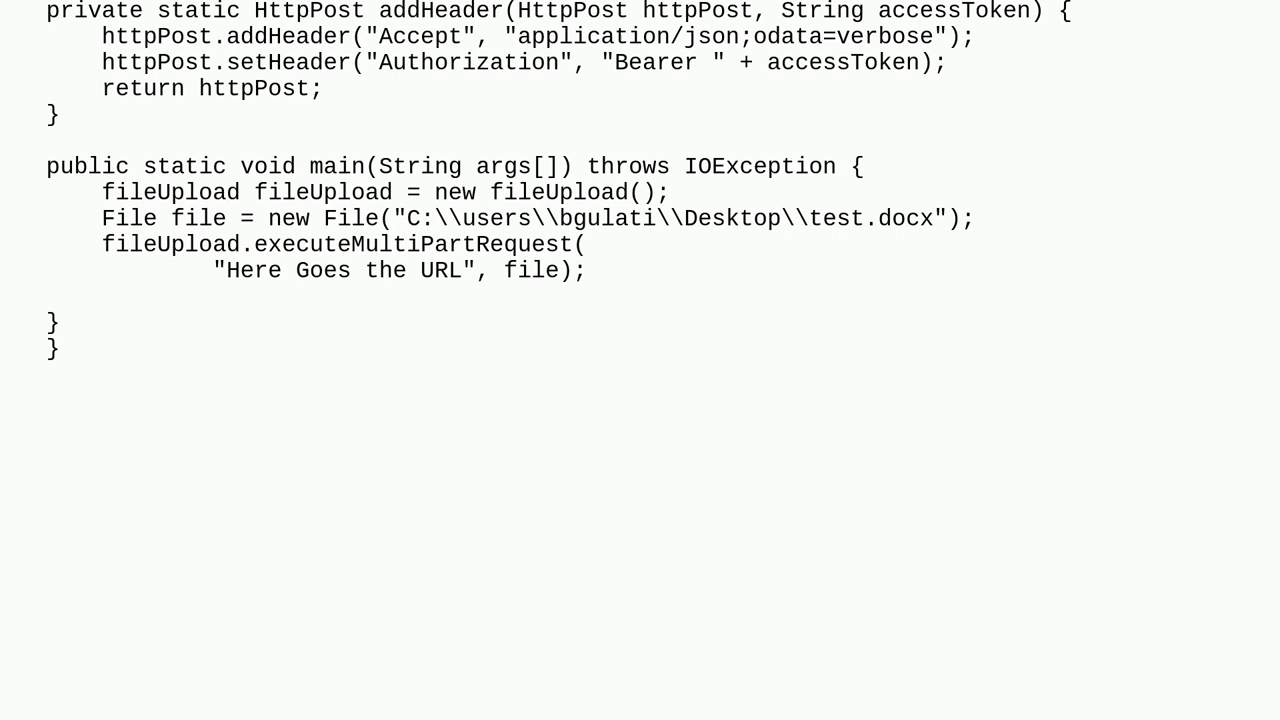 private static HttpPost addHeader(HttpPost httpPost, String accessToken) {
    httpPost.addHeader("Accept", "application/json;odata=verbose");
    httpPost.setHeader("Authorization", "Bearer " + accessToken);
    return httpPost;
}

public static void main(String args[]) throws IOException {
    fileUpload fileUpload = new fileUpload();
    File file = new File("C:\\users\\bgulati\\Desktop\\test.docx");
    fileUpload.executeMultiPartRequest(
            "Here Goes the URL", file);

}
}